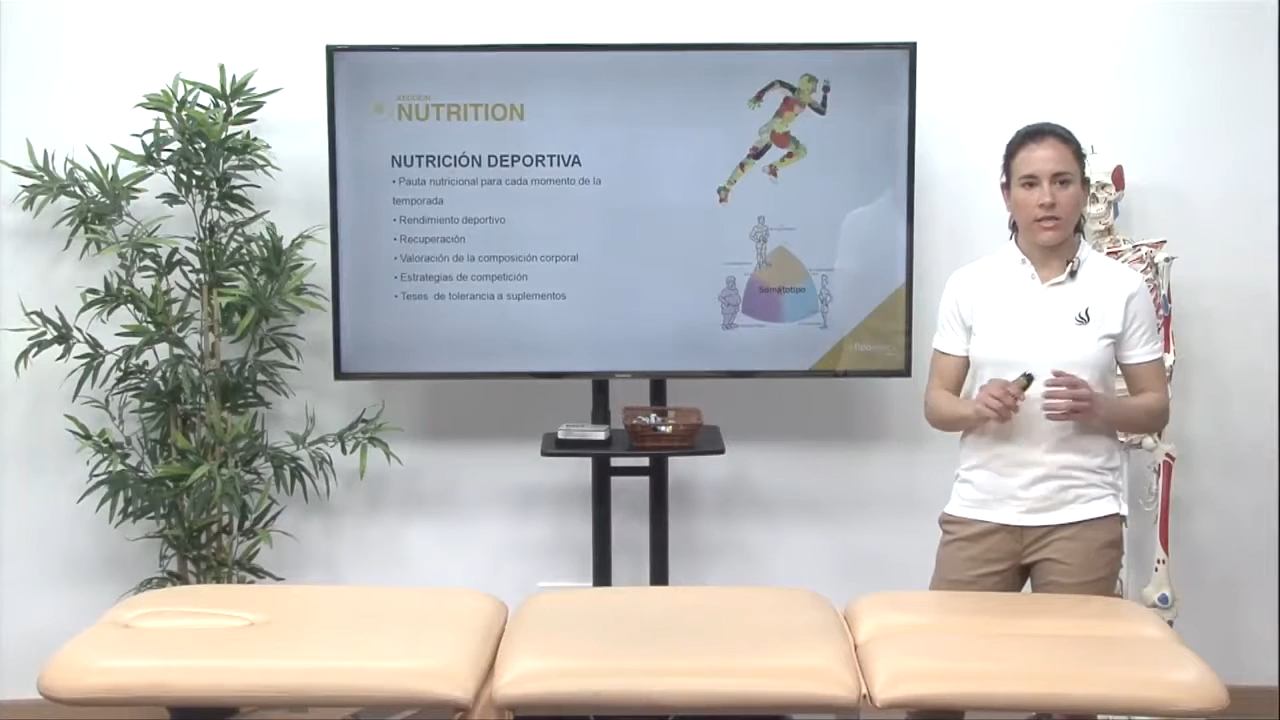 SECCIÓN
NUTRITION
NUTRICIÓN DEPORTIVA
• Pauta nutricional para cada momento de la
temporada
• Rendimiento deportivo
• Recuperación
• Valoración de la composición corporal
• Estrategias de competición
• Teses de tolerancia a suplementos
Somatotipo